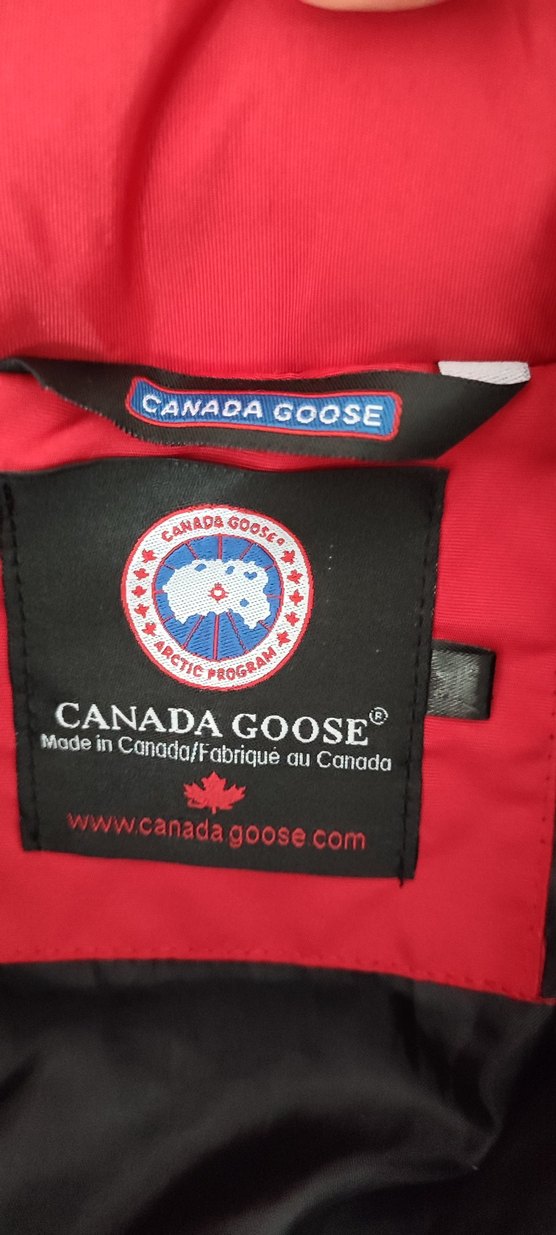 CANADA GOOSE
CANADA GOOSE®
ARCTIC PROGRAM
CANADA GOOSE®
Made in Canada/Fabriqué au Canada
www.canada goose.com